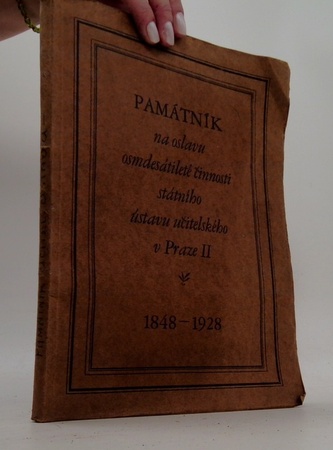 PAMÁTNÍK
na oslavu
osmdesátileté činnosti
státního
ústavu učitelského
v Praze II
1848–1928